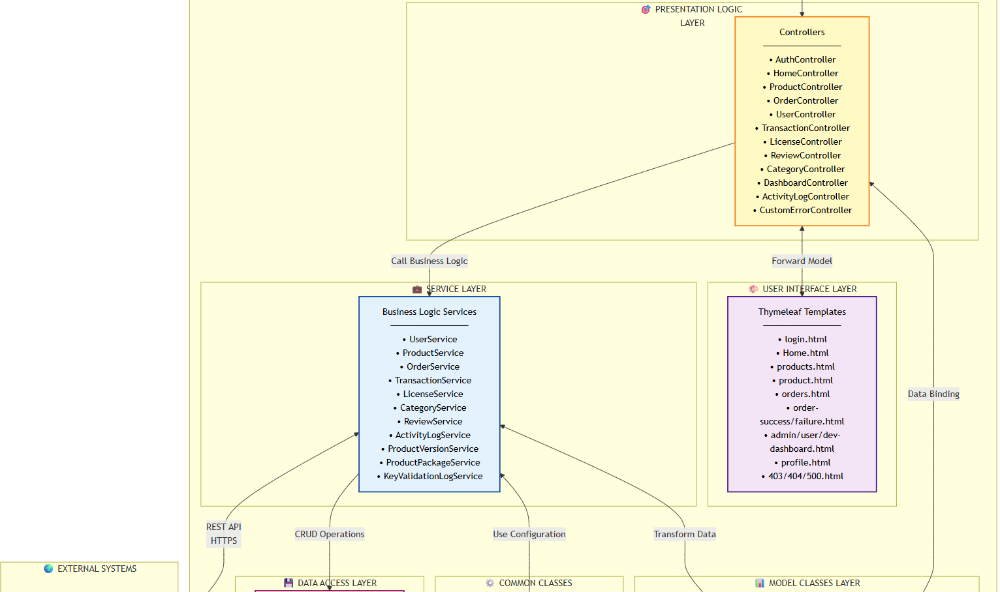 🎯 PRESENTATION LOGIC
LAYER
Controllers
• AuthController
• HomeController
• ProductController
• OrderController
• UserController
• TransactionController
• LicenseController
• ReviewController
• CategoryController
• DashboardController
• ActivityLogController
• CustomErrorController
Call Business Logic
Forward Model
💼 SERVICE LAYER
Business Logic Services
• UserService
• ProductService
• OrderService
• TransactionService
• LicenseService
• CategoryService
• ReviewService
• ActivityLogService
• ProductVersionService
• ProductPackageService
• KeyValidationLogService
🎨 USER INTERFACE LAYER
Thymeleaf Templates
• login.html
• Home.html
• products.html
• product.html
• orders.html
• order-
success/failure.html
• admin/user/dev-
dashboard.html
• profile.html
• 403/404/500.html
Data Binding
REST API
HTTPS
CRUD Operations
Use Configuration
Transform Data
🌍 EXTERNAL SYSTEMS
💾 DATA ACCESS LAYER
⚙️ COMMON CLASSES
📊 MODEL CLASSES LAYER